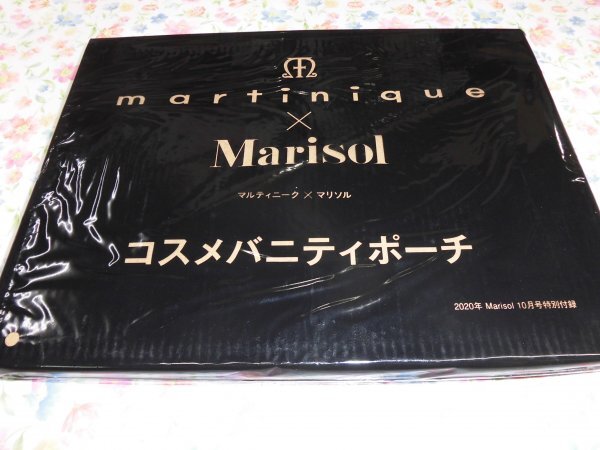 martinique
×
Marisol
マルティニーク × マリソル
コスメバニティポーチ
2020年 Marisol 10月号特別付録